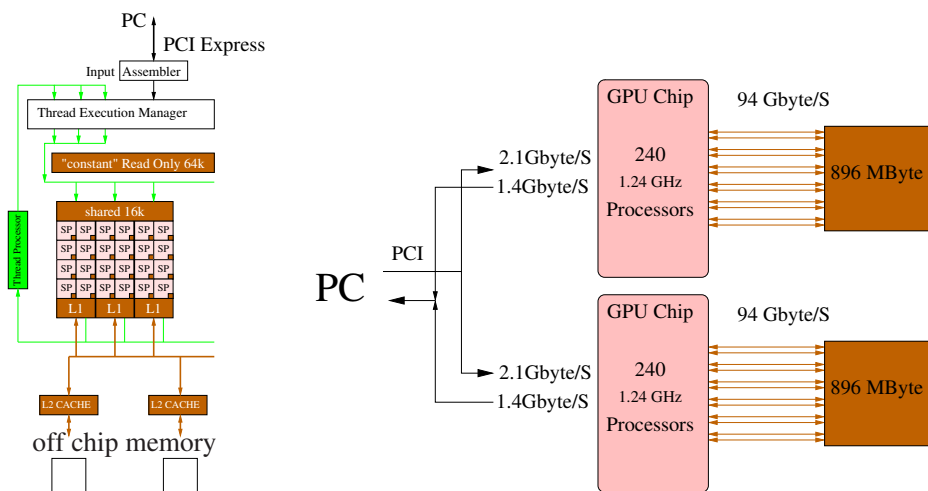 PC
PCI Express
Input Assembler
Thread Execution Manager
"constant" Read Only 64k
Thread Processor
shared 16k
SP SP SP SP SP SP
SP SP SP SP SP SP
SP SP SP SP SP SP
SP SP SP SP SP SP
L1 L1 L1
L2 CACHE L2 CACHE
off chip memory
GPU Chip
94 Gbyte/S
240
1.24 GHz
Processors
896 MByte
2.1Gbyte/S
1.4Gbyte/S
PCI
PC
GPU Chip
94 Gbyte/S
240
1.24 GHz
Processors
896 MByte
2.1Gbyte/S
1.4Gbyte/S